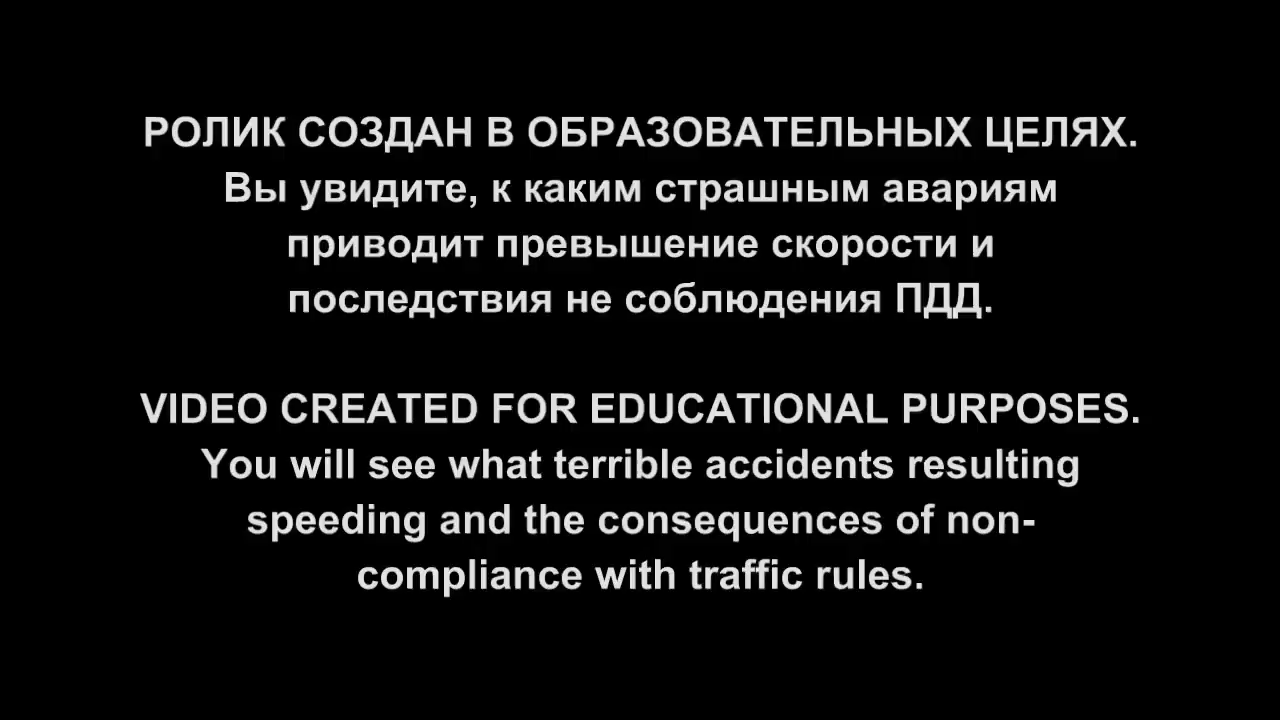 РОЛИК СОЗДАН В ОБРАЗОВАТЕЛЬНЫХ ЦЕЛЯХ.
Вы увидите, к каким страшным авариям
приводит превышение скорости и
последствия не соблюдения ПДД.
VIDEO CREATED FOR EDUCATIONAL PURPOSES.
You will see what terrible accidents resulting
speeding and the consequences of non-
compliance with traffic rules.